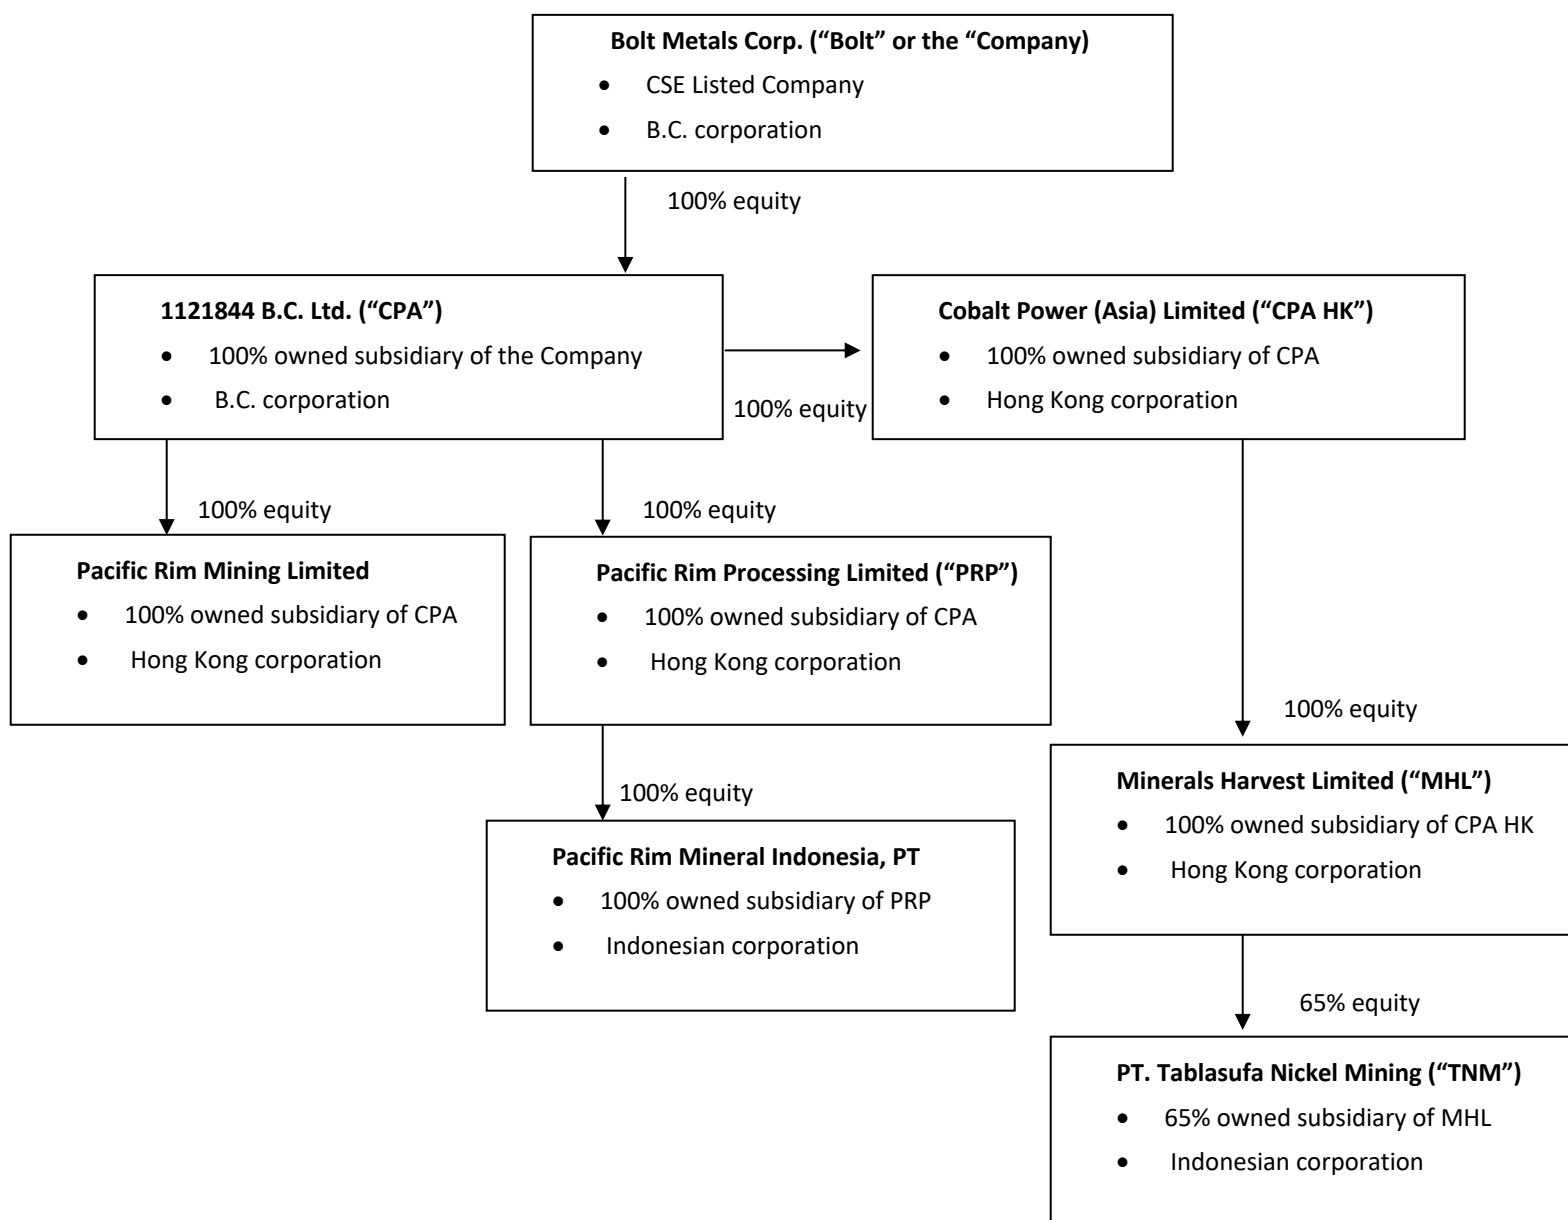 Bolt Metals Corp. (“Bolt” or the “Company)
• CSE Listed Company
• B.C. corporation
100% equity
1121844 B.C. Ltd. (“CPA”)
• 100% owned subsidiary of the Company
• B.C. corporation
100% equity
Cobalt Power (Asia) Limited (“CPA HK”)
• 100% owned subsidiary of CPA
• Hong Kong corporation
100% equity
Pacific Rim Mining Limited
• 100% owned subsidiary of CPA
• Hong Kong corporation
100% equity
Pacific Rim Processing Limited (“PRP”)
• 100% owned subsidiary of CPA
• Hong Kong corporation
100% equity
Pacific Rim Mineral Indonesia, PT
• 100% owned subsidiary of PRP
• Indonesian corporation
100% equity
Minerals Harvest Limited (“MHL”)
• 100% owned subsidiary of CPA HK
• Hong Kong corporation
65% equity
PT. Tablasufa Nickel Mining (“TNM”)
• 65% owned subsidiary of MHL
• Indonesian corporation